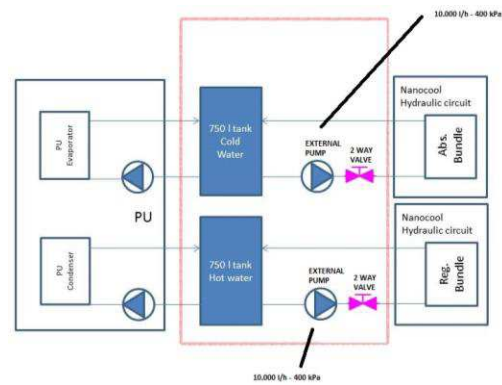 10.000 l/h - 400 kPa
PU
Evaporator
750 l tank
Cold
Water
EXTERNAL
PUMP
2 WAY
VALVE
Nanocool
Hydraulic circuit
Abs.
Bundle
PU
PU
Condenser
750 l tank
Hot water
EXTERNAL
PUMP
2 WAY
VALVE
Nanocool
Hydraulic circuit
Reg.
Bundle
10.000 l/h - 400 kPa